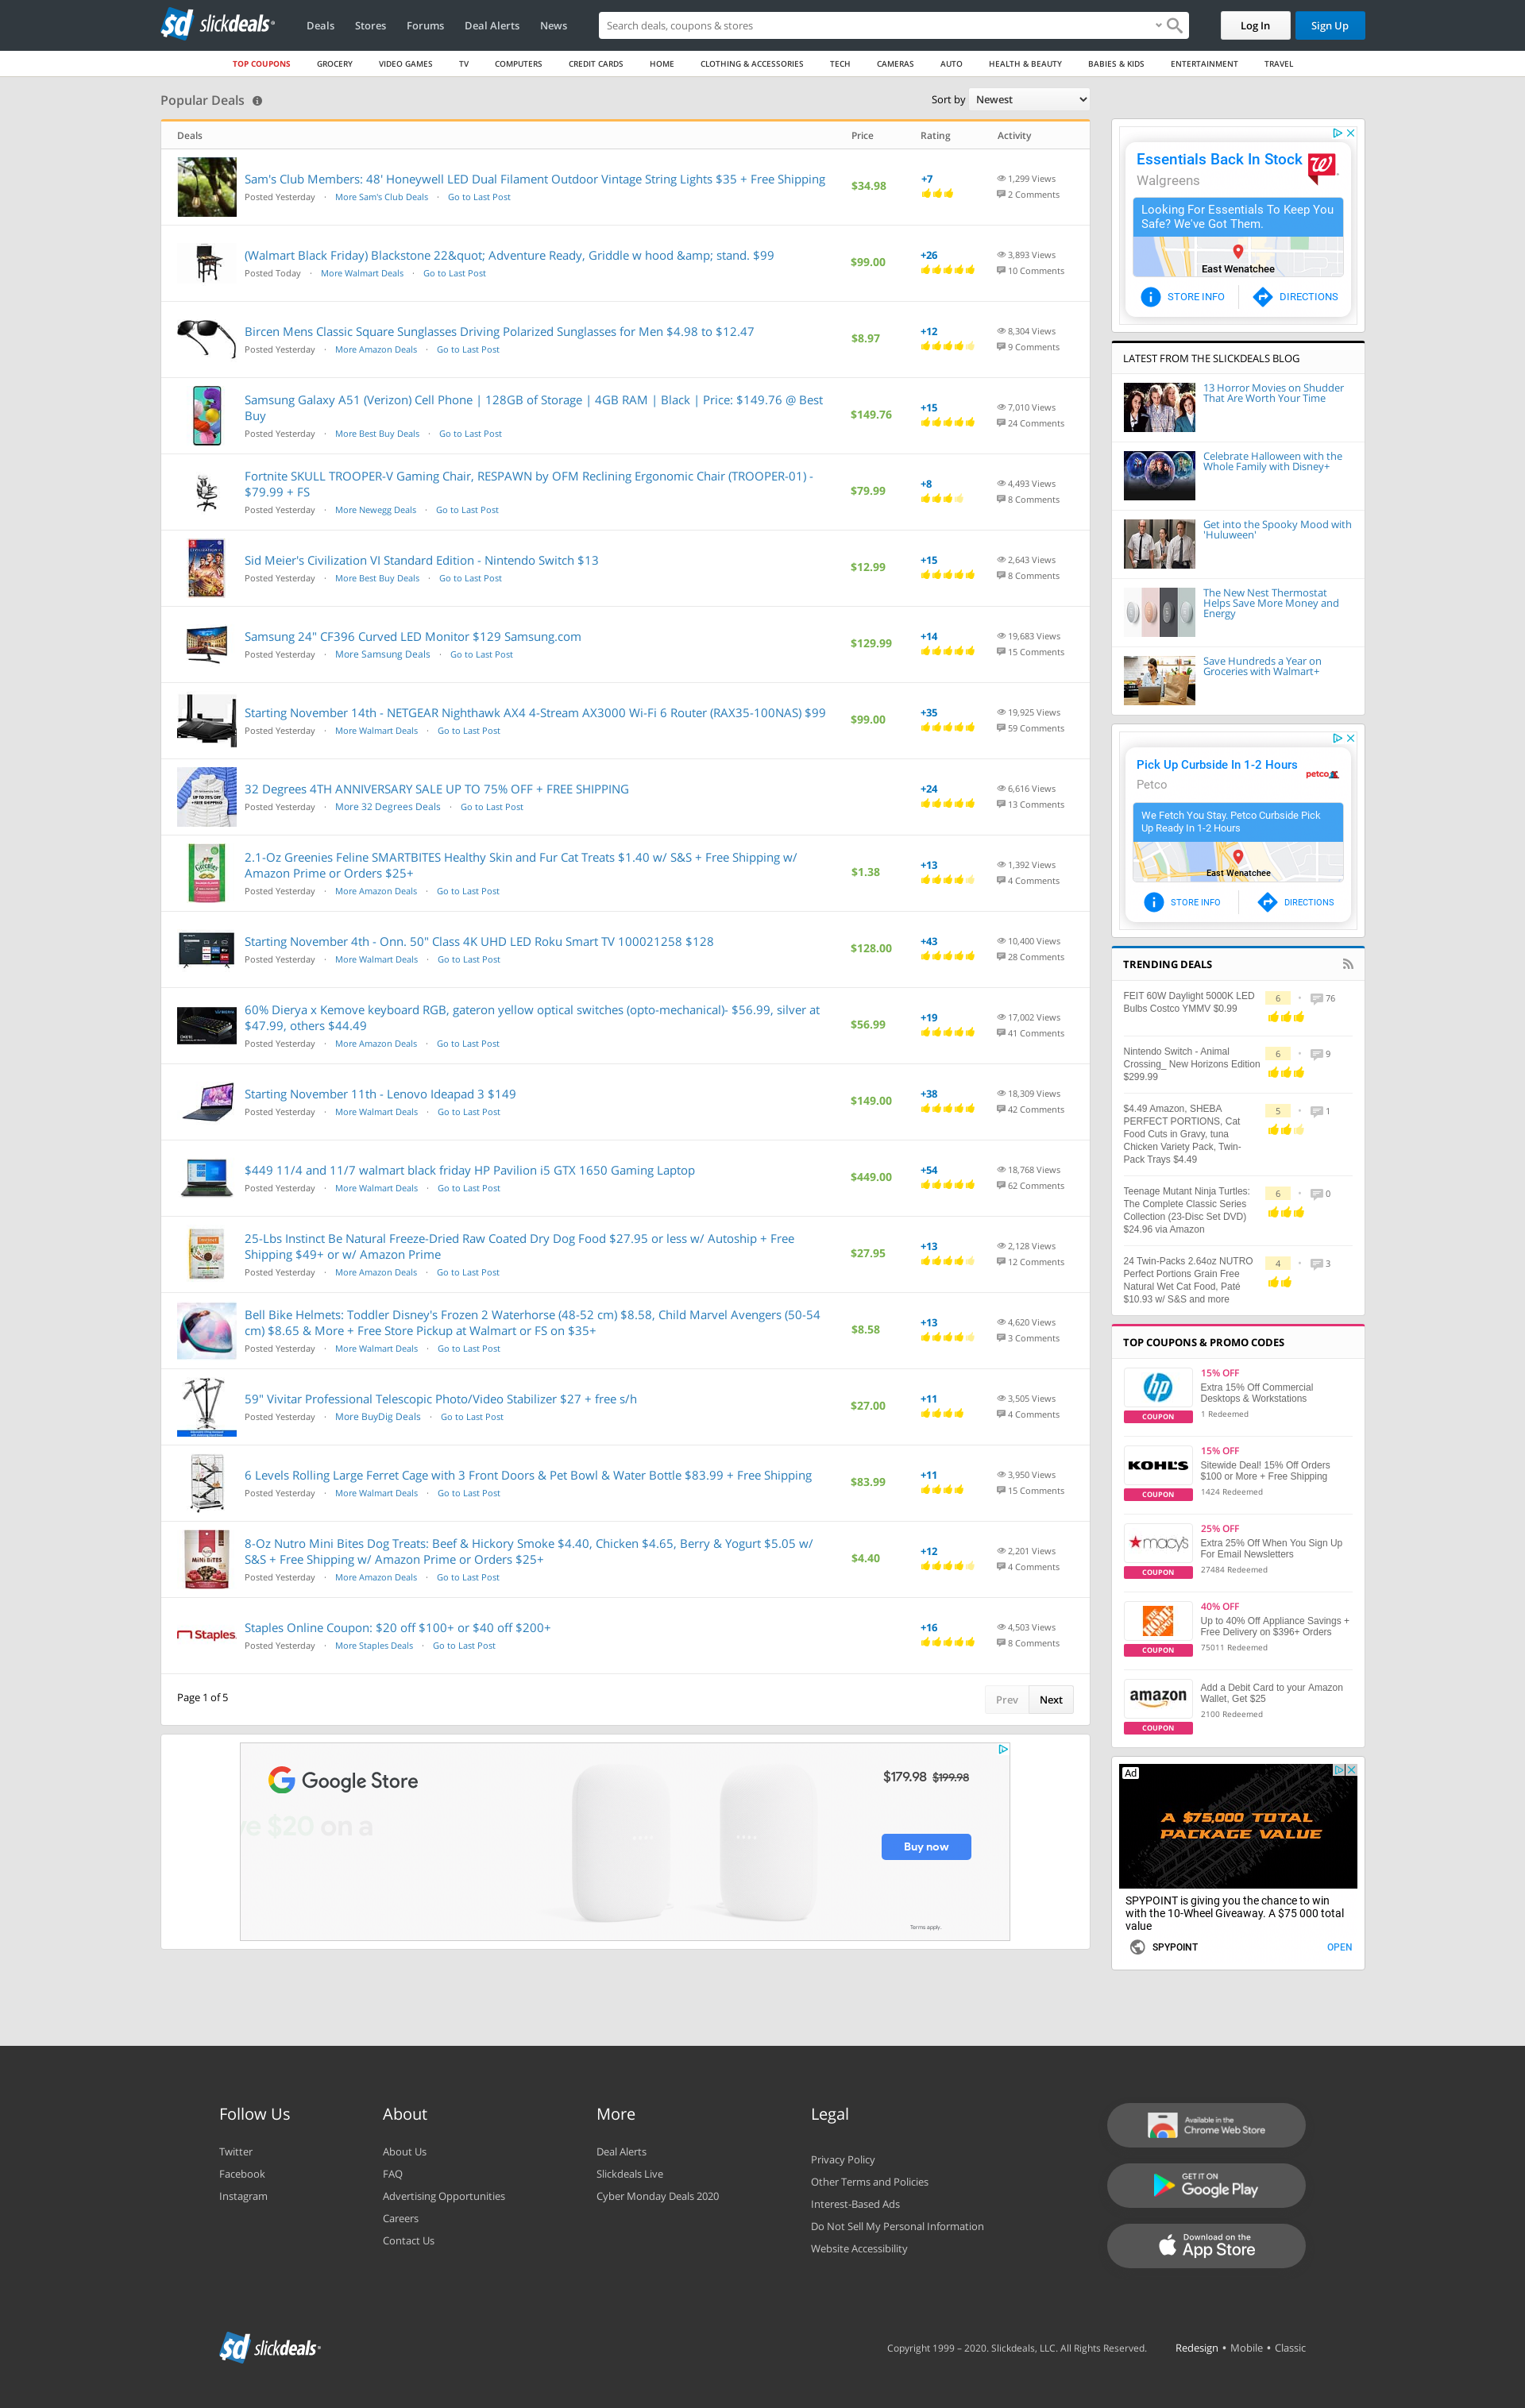 sd slickdeals
Deals Stores Forums Deal Alerts News
Search deals, coupons & stores
Log In Sign Up
TOP COUPONS GROCERY VIDEO GAMES TV COMPUTERS CREDIT CARDS HOME CLOTHING & ACCESSORIES TECH CAMERAS AUTO HEALTH & BEAUTY BABIES & KIDS ENTERTAINMENT TRAVEL
Popular Deals
Sort by Newest
Deals Price Rating Activity
Sam's Club Members: 48' Honeywell LED Dual Filament Outdoor Vintage String Lights $35 + Free Shipping
Posted Yesterday · More Sam's Club Deals · Go to Last Post
$34.98
+7
1,299 Views
2 Comments
(Walmart Black Friday) Blackstone 22&quot; Adventure Ready, Griddle w hood &amp; stand. $99
Posted Today · More Walmart Deals · Go to Last Post
$99.00
+26
3,893 Views
10 Comments
Bircen Mens Classic Square Sunglasses Driving Polarized Sunglasses for Men $4.98 to $12.47
Posted Yesterday · More Amazon Deals · Go to Last Post
$8.97
+12
8,304 Views
9 Comments
Samsung Galaxy A51 (Verizon) Cell Phone | 128GB of Storage | 4GB RAM | Black | Price: $149.76 @ Best
Buy
Posted Yesterday · More Best Buy Deals · Go to Last Post
$149.76
+15
7,010 Views
24 Comments
Fortnite SKULL TROOPER-V Gaming Chair, RESPAWN by OFM Reclining Ergonomic Chair (TROOPER-01) -
$79.99 + FS
Posted Yesterday · More Newegg Deals · Go to Last Post
$79.99
+8
4,493 Views
8 Comments
Sid Meier's Civilization VI Standard Edition - Nintendo Switch $13
Posted Yesterday · More Best Buy Deals · Go to Last Post
$12.99
+15
2,643 Views
8 Comments
Samsung 24" CF396 Curved LED Monitor $129 Samsung.com
Posted Yesterday · More Samsung Deals · Go to Last Post
$129.99
+14
19,683 Views
15 Comments
Starting November 14th - NETGEAR Nighthawk AX4 4-Stream AX3000 Wi-Fi 6 Router (RAX35-100NAS) $99
Posted Yesterday · More Walmart Deals · Go to Last Post
$99.00
+35
19,925 Views
59 Comments
32 Degrees 4TH ANNIVERSARY SALE UP TO 75% OFF + FREE SHIPPING
Posted Yesterday · More 32 Degrees Deals · Go to Last Post
+24
6,616 Views
13 Comments
2.1-Oz Greenies Feline SMARTBITES Healthy Skin and Fur Cat Treats $1.40 w/ S&S + Free Shipping w/
Amazon Prime or Orders $25+
Posted Yesterday · More Amazon Deals · Go to Last Post
$1.38
+13
1,392 Views
4 Comments
Starting November 4th - Onn. 50" Class 4K UHD LED Roku Smart TV 100021258 $128
Posted Yesterday · More Walmart Deals · Go to Last Post
$128.00
+43
10,400 Views
28 Comments
60% Dierya x Kemove keyboard RGB, gateron yellow optical switches (opto-mechanical)- $56.99, silver at
$47.99, others $44.49
Posted Yesterday · More Amazon Deals · Go to Last Post
$56.99
+19
17,002 Views
41 Comments
Starting November 11th - Lenovo Ideapad 3 $149
Posted Yesterday · More Walmart Deals · Go to Last Post
$149.00
+38
18,309 Views
42 Comments
$449 11/4 and 11/7 walmart black friday HP Pavilion i5 GTX 1650 Gaming Laptop
Posted Yesterday · More Walmart Deals · Go to Last Post
$449.00
+54
18,768 Views
62 Comments
25-Lbs Instinct Be Natural Freeze-Dried Raw Coated Dry Dog Food $27.95 or less w/ Autoship + Free
Shipping $49+ or w/ Amazon Prime
Posted Yesterday · More Amazon Deals · Go to Last Post
$27.95
+13
2,128 Views
12 Comments
Bell Bike Helmets: Toddler Disney's Frozen 2 Waterhorse (48-52 cm) $8.58, Child Marvel Avengers (50-54
cm) $8.65 & More + Free Store Pickup at Walmart or FS on $35+
Posted Yesterday · More Walmart Deals · Go to Last Post
$8.58
+13
4,620 Views
3 Comments
59" Vivitar Professional Telescopic Photo/Video Stabilizer $27 + free s/h
Posted Yesterday · More BuyDig Deals · Go to Last Post
$27.00
+11
3,505 Views
4 Comments
6 Levels Rolling Large Ferret Cage with 3 Front Doors & Pet Bowl & Water Bottle $83.99 + Free Shipping
Posted Yesterday · More Walmart Deals · Go to Last Post
$83.99
+11
3,950 Views
15 Comments
8-Oz Nutro Mini Bites Dog Treats: Beef & Hickory Smoke $4.40, Chicken $4.65, Berry & Yogurt $5.05 w/
S&S + Free Shipping w/ Amazon Prime or Orders $25+
Posted Yesterday · More Amazon Deals · Go to Last Post
$4.40
+12
2,201 Views
4 Comments
Staples
Staples Online Coupon: $20 off $100+ or $40 off $200+
Posted Yesterday · More Staples Deals · Go to Last Post
+16
4,503 Views
8 Comments
Page 1 of 5
Prev Next
Google Store
ve $20 on a
$179.98 $199.98
Buy now
Terms apply.
Essentials Back In Stock
Walgreens
Looking For Essentials To Keep You
Safe? We've Got Them.
East Wenatchee
STORE INFO DIRECTIONS
LATEST FROM THE SLICKDEALS BLOG
13 Horror Movies on Shudder
That Are Worth Your Time
Celebrate Halloween with the
Whole Family with Disney+
Get into the Spooky Mood with
'Huluween'
The New Nest Thermostat
Helps Save More Money and
Energy
Save Hundreds a Year on
Groceries with Walmart+
Pick Up Curbside In 1-2 Hours
Petco
petco
We Fetch You Stay. Petco Curbside Pick
Up Ready In 1-2 Hours
East Wenatchee
STORE INFO DIRECTIONS
TRENDING DEALS
FEIT 60W Daylight 5000K LED
Bulbs Costco YMMV $0.99
6 · 76
Nintendo Switch - Animal
Crossing_ New Horizons Edition
$299.99
6 · 9
$4.49 Amazon, SHEBA
PERFECT PORTIONS, Cat
Food Cuts in Gravy, tuna
Chicken Variety Pack, Twin-
Pack Trays $4.49
5 · 1
Teenage Mutant Ninja Turtles:
The Complete Classic Series
Collection (23-Disc Set DVD)
$24.96 via Amazon
6 · 0
24 Twin-Packs 2.64oz NUTRO
Perfect Portions Grain Free
Natural Wet Cat Food, Paté
$10.93 w/ S&S and more
4 · 3
TOP COUPONS & PROMO CODES
hp
COUPON
15% OFF
Extra 15% Off Commercial
Desktops & Workstations
1 Redeemed
KOHL'S
COUPON
15% OFF
Sitewide Deal! 15% Off Orders
$100 or More + Free Shipping
1424 Redeemed
macy's
COUPON
25% OFF
Extra 25% Off When You Sign Up
For Email Newsletters
27484 Redeemed
THE HOME DEPOT
COUPON
40% OFF
Up to 40% Off Appliance Savings +
Free Delivery on $396+ Orders
75011 Redeemed
amazon
COUPON
Add a Debit Card to your Amazon
Wallet, Get $25
2100 Redeemed
Ad
A $75,000 TOTAL
PACKAGE VALUE
SPYPOINT is giving you the chance to win
with the 10-Wheel Giveaway. A $75 000 total
value
SPYPOINT OPEN
Follow Us
Twitter
Facebook
Instagram
About
About Us
FAQ
Advertising Opportunities
Careers
Contact Us
More
Deal Alerts
Slickdeals Live
Cyber Monday Deals 2020
Legal
Privacy Policy
Other Terms and Policies
Interest-Based Ads
Do Not Sell My Personal Information
Website Accessibility
Available in the
Chrome Web Store
GET IT ON
Google Play
Download on the
App Store
sd slickdeals
Copyright 1999 – 2020. Slickdeals, LLC. All Rights Reserved.
Redesign • Mobile • Classic